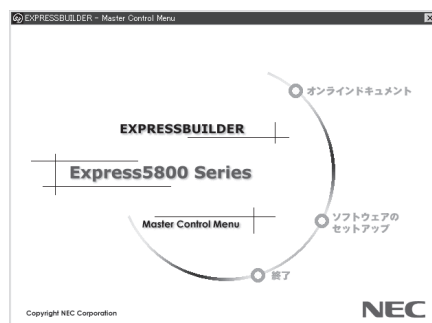 EXPRESSBUILDER - Master Control Menu
オンラインドキュメント
EXPRESSBUILDER
Express5800 Series
Master Control Menu
ソフトウェアの
セットアップ
終了
Copyright NEC Corporation
NEC